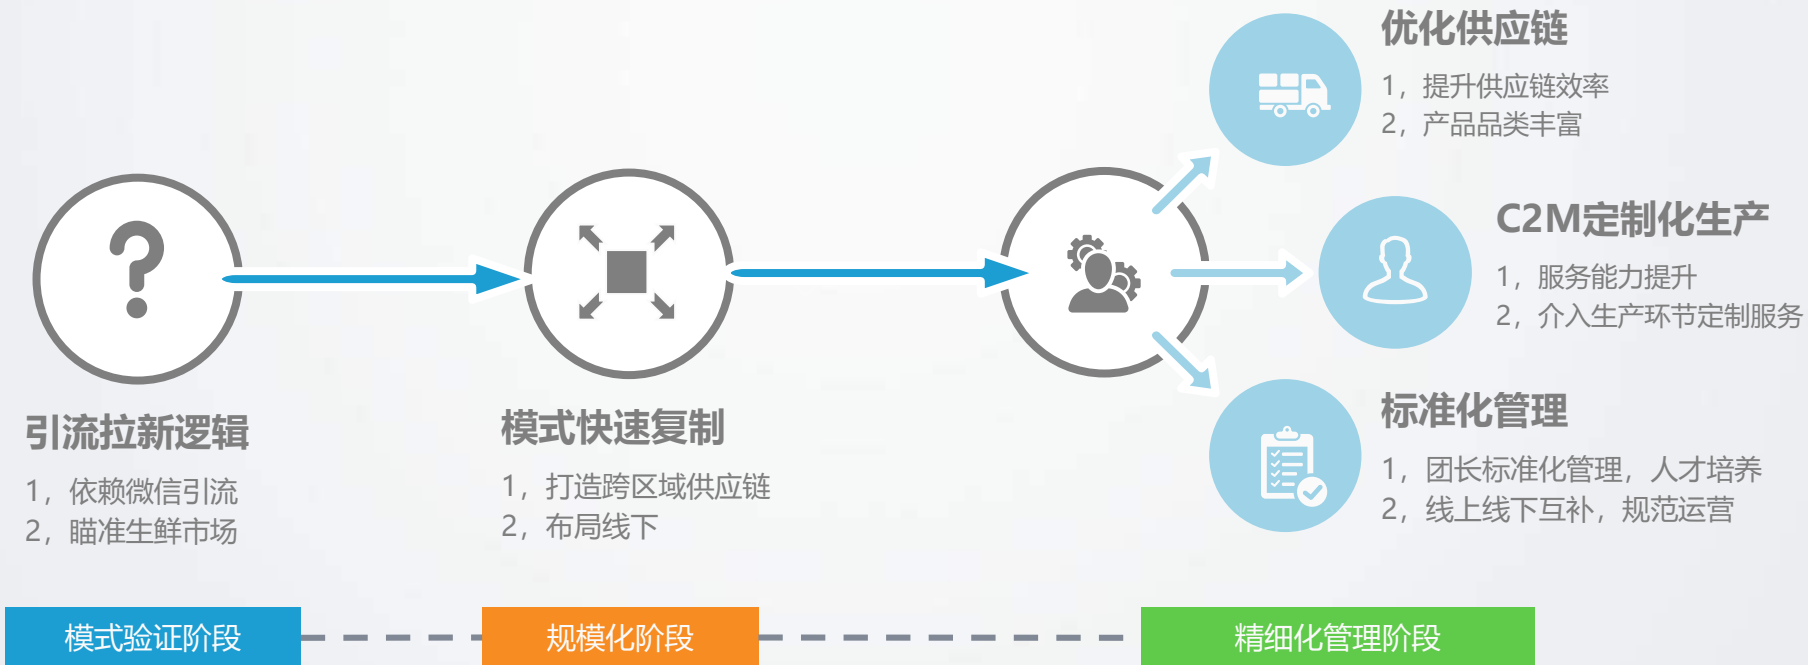 引流拉新逻辑
1，依赖微信引流
2，瞄准生鲜市场
模式快速复制
1，打造跨区域供应链
2，布局线下
优化供应链
1，提升供应链效率
2，产品品类丰富
C2M定制化生产
1，服务能力提升
2，介入生产环节定制服务
标准化管理
1，团长标准化管理，人才培养
2，线上线下互补，规范运营
模式验证阶段
规模化阶段
精细化管理阶段